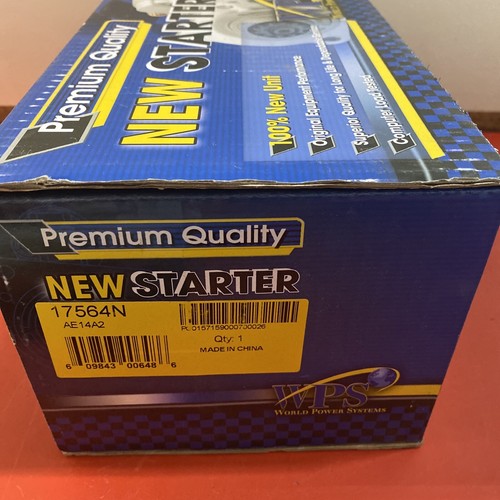 Premium Quality
NEW STARTER
100% New Unit
Original Equipment Performance
Superior Quality for Long Life &
Computer Load Tested
Premium Quality
NEW STARTER
17564N
AE14A2
6 09843 00648 6
Qty: 1
MADE IN CHINA
WPS
WORLD POWER SYSTEMS